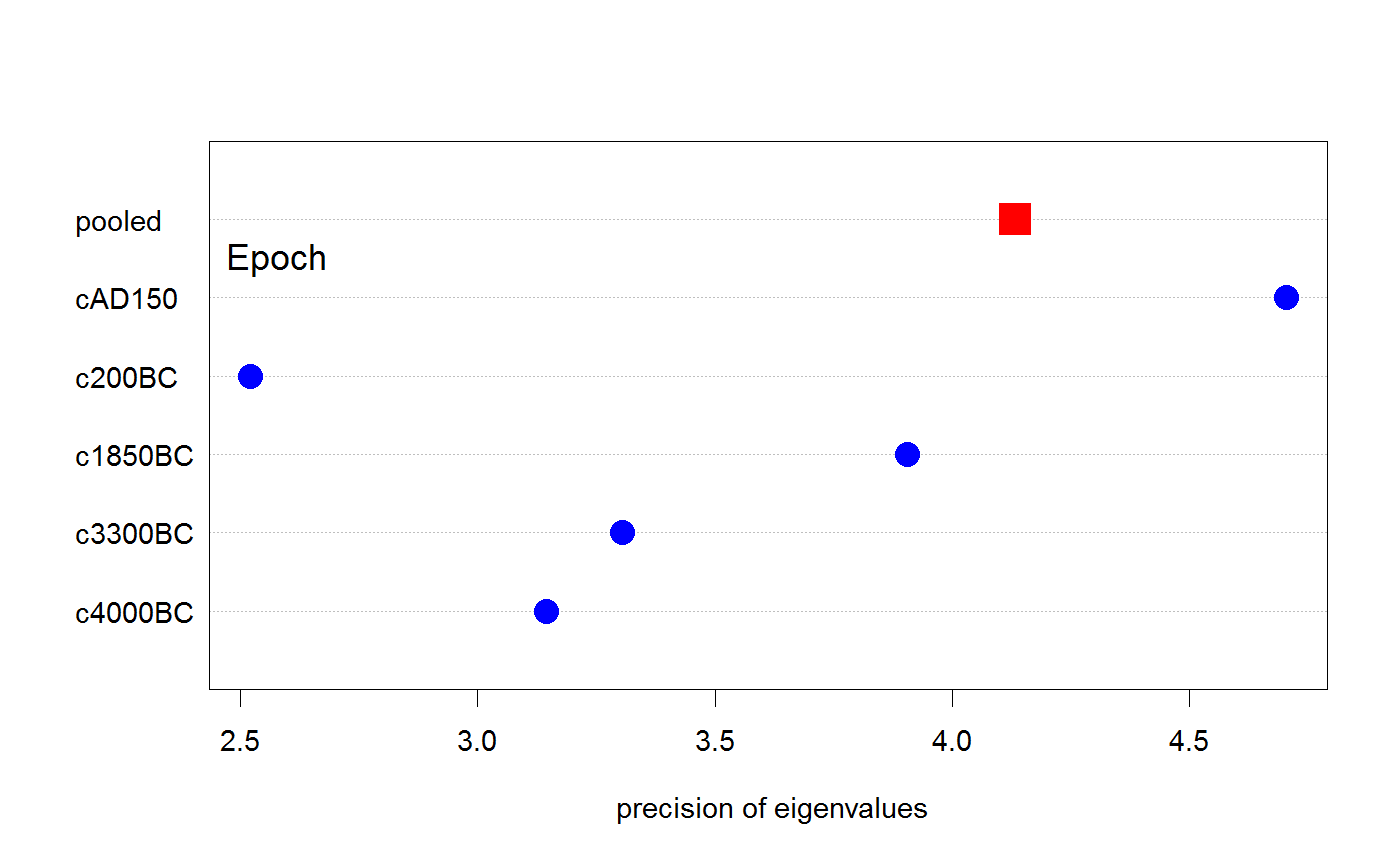 pooled
Epoch
cAD150
c200BC
c1850BC
c3300BC
c4000BC
2.5 3.0 3.5 4.0 4.5
precision of eigenvalues